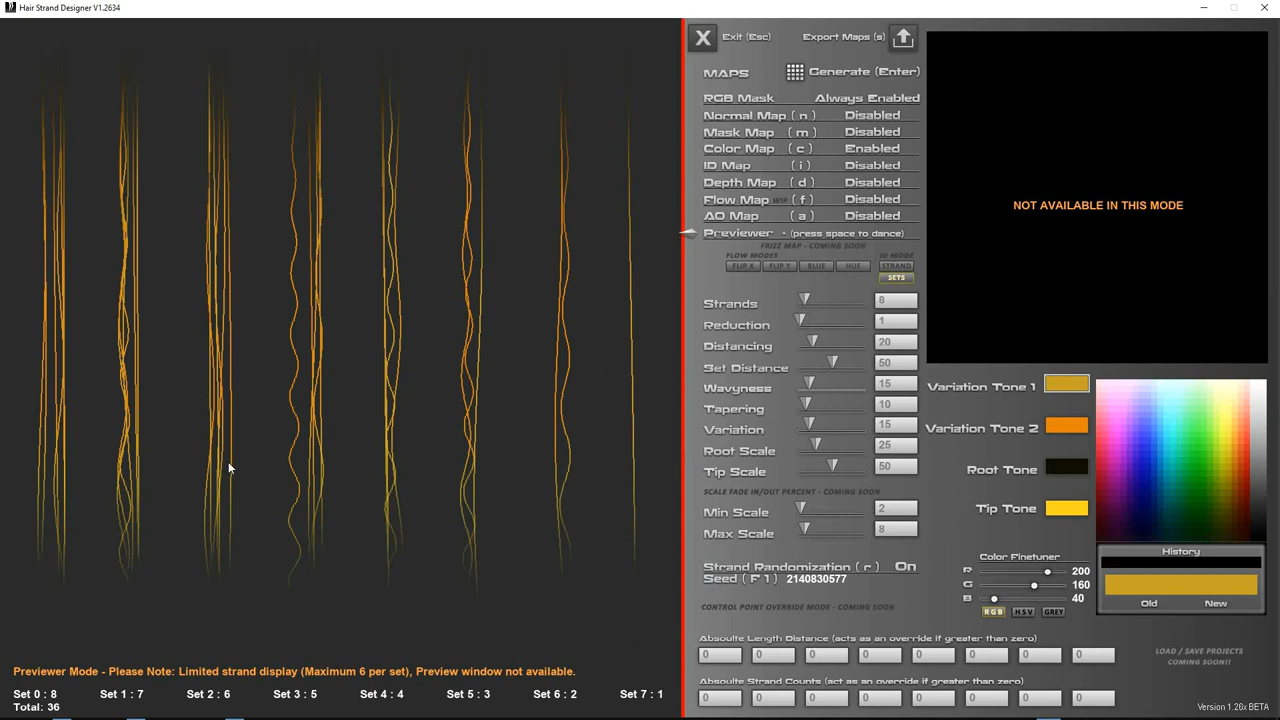 Hair Strand Designer V1.2634
X Exit (Esc) Export Maps (s)
MAPS Generate (Enter)
RGB Mask Always Enabled
Normal Map ( n ) Disabled
Mask Map ( m ) Disabled
Color Map ( c ) Enabled
ID Map ( i ) Disabled
Depth Map ( d ) Disabled
Flow Map WIP ( f ) Disabled
AO Map ( a ) Disabled
Previewer - (press space to dance)
FRIZZ MAP - COMING SOON
FLOW MODES ID MODE
FLIP X FLIP Y BLUE HUE STRAND
SETS
Strands 8
Reduction 1
Distancing 20
Set Distance 50
Wavyness 15
Tapering 10
Variation 15
Root Scale 25
Tip Scale 50
SCALE FADE IN/OUT PERCENT - COMING SOON
Min Scale 2
Max Scale 8
Strand Randomization ( r ) On
Seed ( F1 ) 2140830577
CONTROL POINT OVERRIDE MODE - COMING SOON
NOT AVAILABLE IN THIS MODE
Variation Tone 1
Variation Tone 2
Root Tone
Tip Tone
Color Finetuner
R 200
G 160
B 40
RGB HSV GREY
History
Old New
Absoulte Length Distance (acts as an override if greater than zero)
0 0 0 0 0 0 0 0
Absoulte Strand Counts (act as an override if greater than zero)
0 0 0 0 0 0 0 0
LOAD / SAVE PROJECTS
COMING SOON!!
Version 1.26x BETA
Previewer Mode - Please Note: Limited strand display (Maximum 6 per set), Preview window not available.
Set 0 : 8 Set 1 : 7 Set 2 : 6 Set 3 : 5 Set 4 : 4 Set 5 : 3 Set 6 : 2 Set 7 : 1
Total: 36